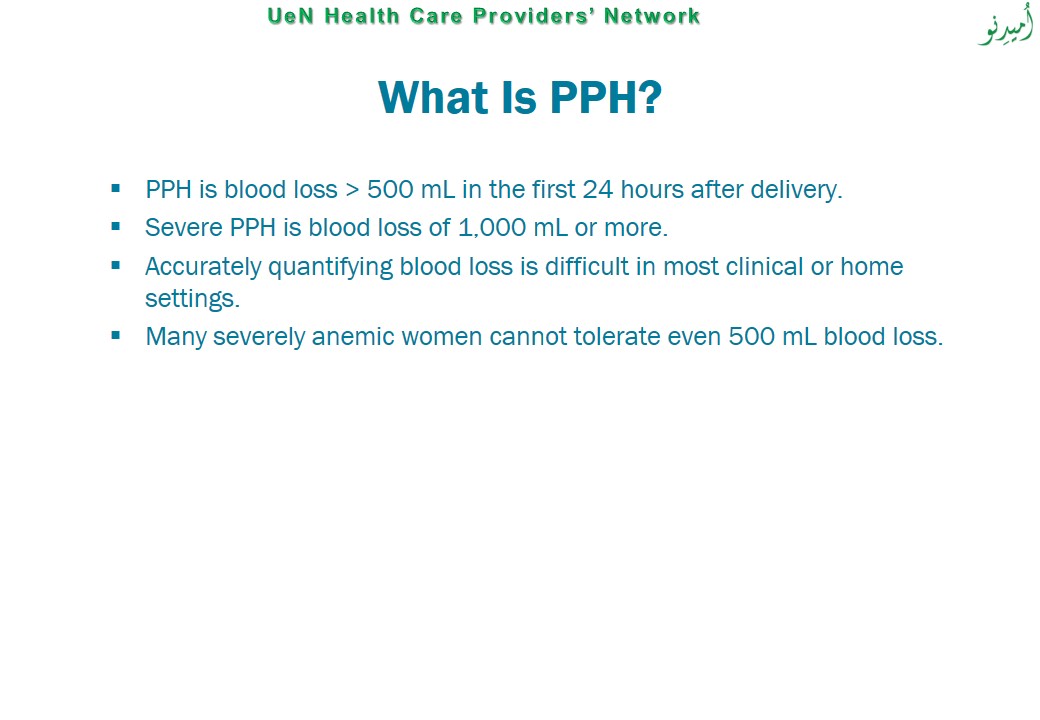 UeN Health Care Providers’ Network
أُميدِنو
What Is PPH?
▪ PPH is blood loss > 500 mL in the first 24 hours after delivery.
▪ Severe PPH is blood loss of 1,000 mL or more.
▪ Accurately quantifying blood loss is difficult in most clinical or home
settings.
▪ Many severely anemic women cannot tolerate even 500 mL blood loss.